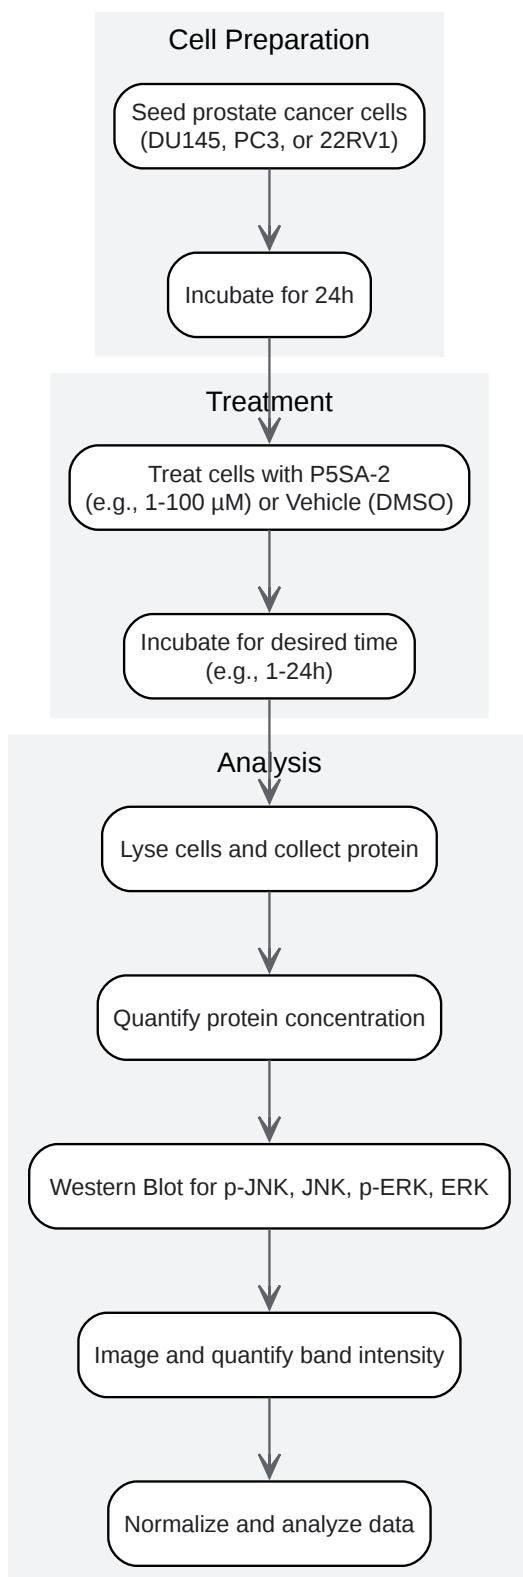 Cell Preparation
Seed prostate cancer cells
(DU145, PC3, or 22RV1)
Incubate for 24h
Treatment
Treat cells with P5SA-2
(e.g., 1-100 µM) or Vehicle (DMSO)
Incubate for desired time
(e.g., 1-24h)
Analysis
Lyse cells and collect protein
Quantify protein concentration
Western Blot for p-JNK, JNK, p-ERK, ERK
Image and quantify band intensity
Normalize and analyze data